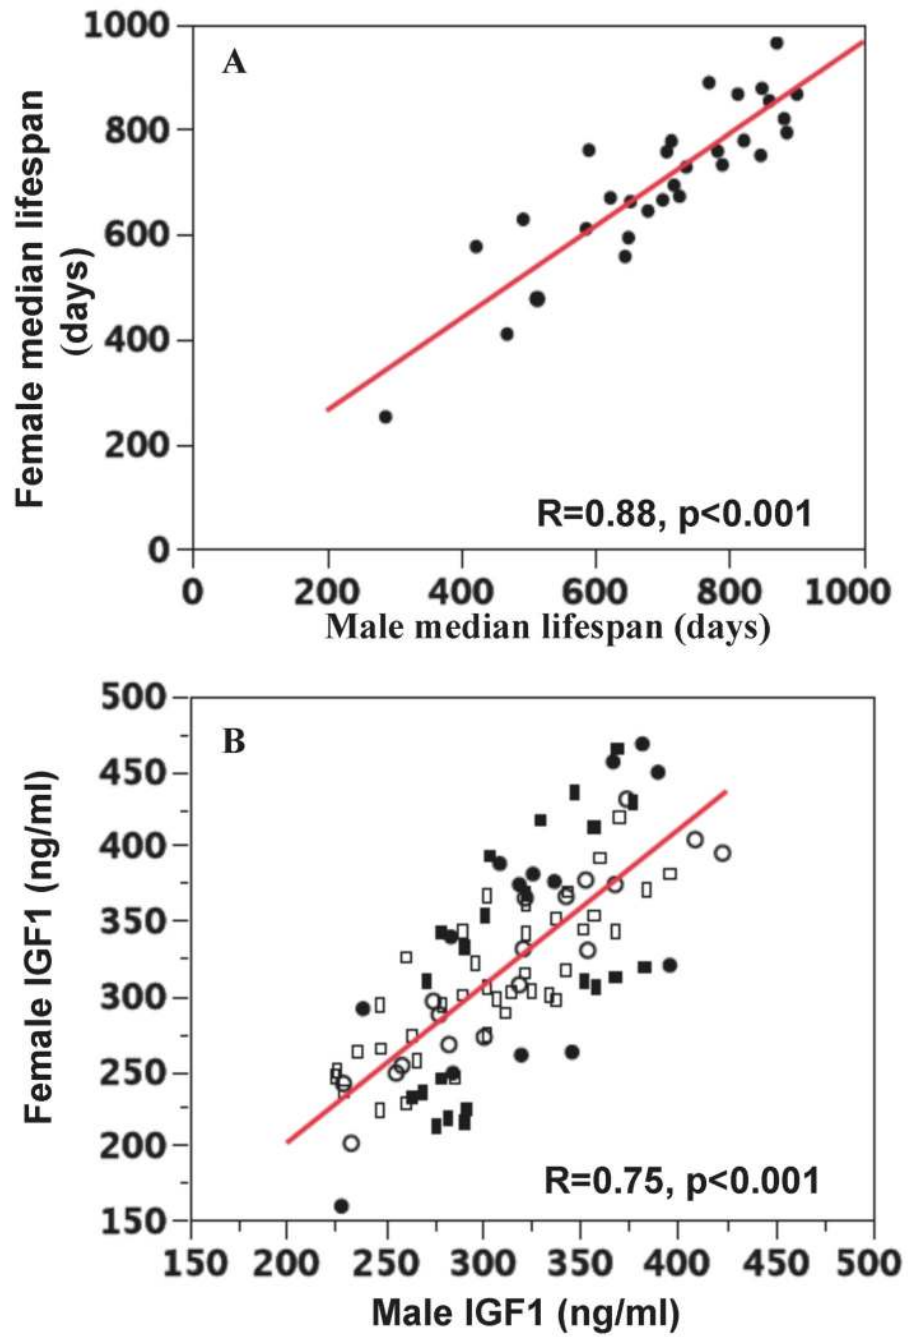 1000
A
800
600
400
200
0
Female median lifespan
(days)
R=0.88, p<0.001
0 200 400 600 800 1000
Male median lifespan (days)
500
B
450
400
350
300
250
200
150
Female IGF1 (ng/ml)
R=0.75, p<0.001
150 200 250 300 350 400 450 500
Male IGF1 (ng/ml)